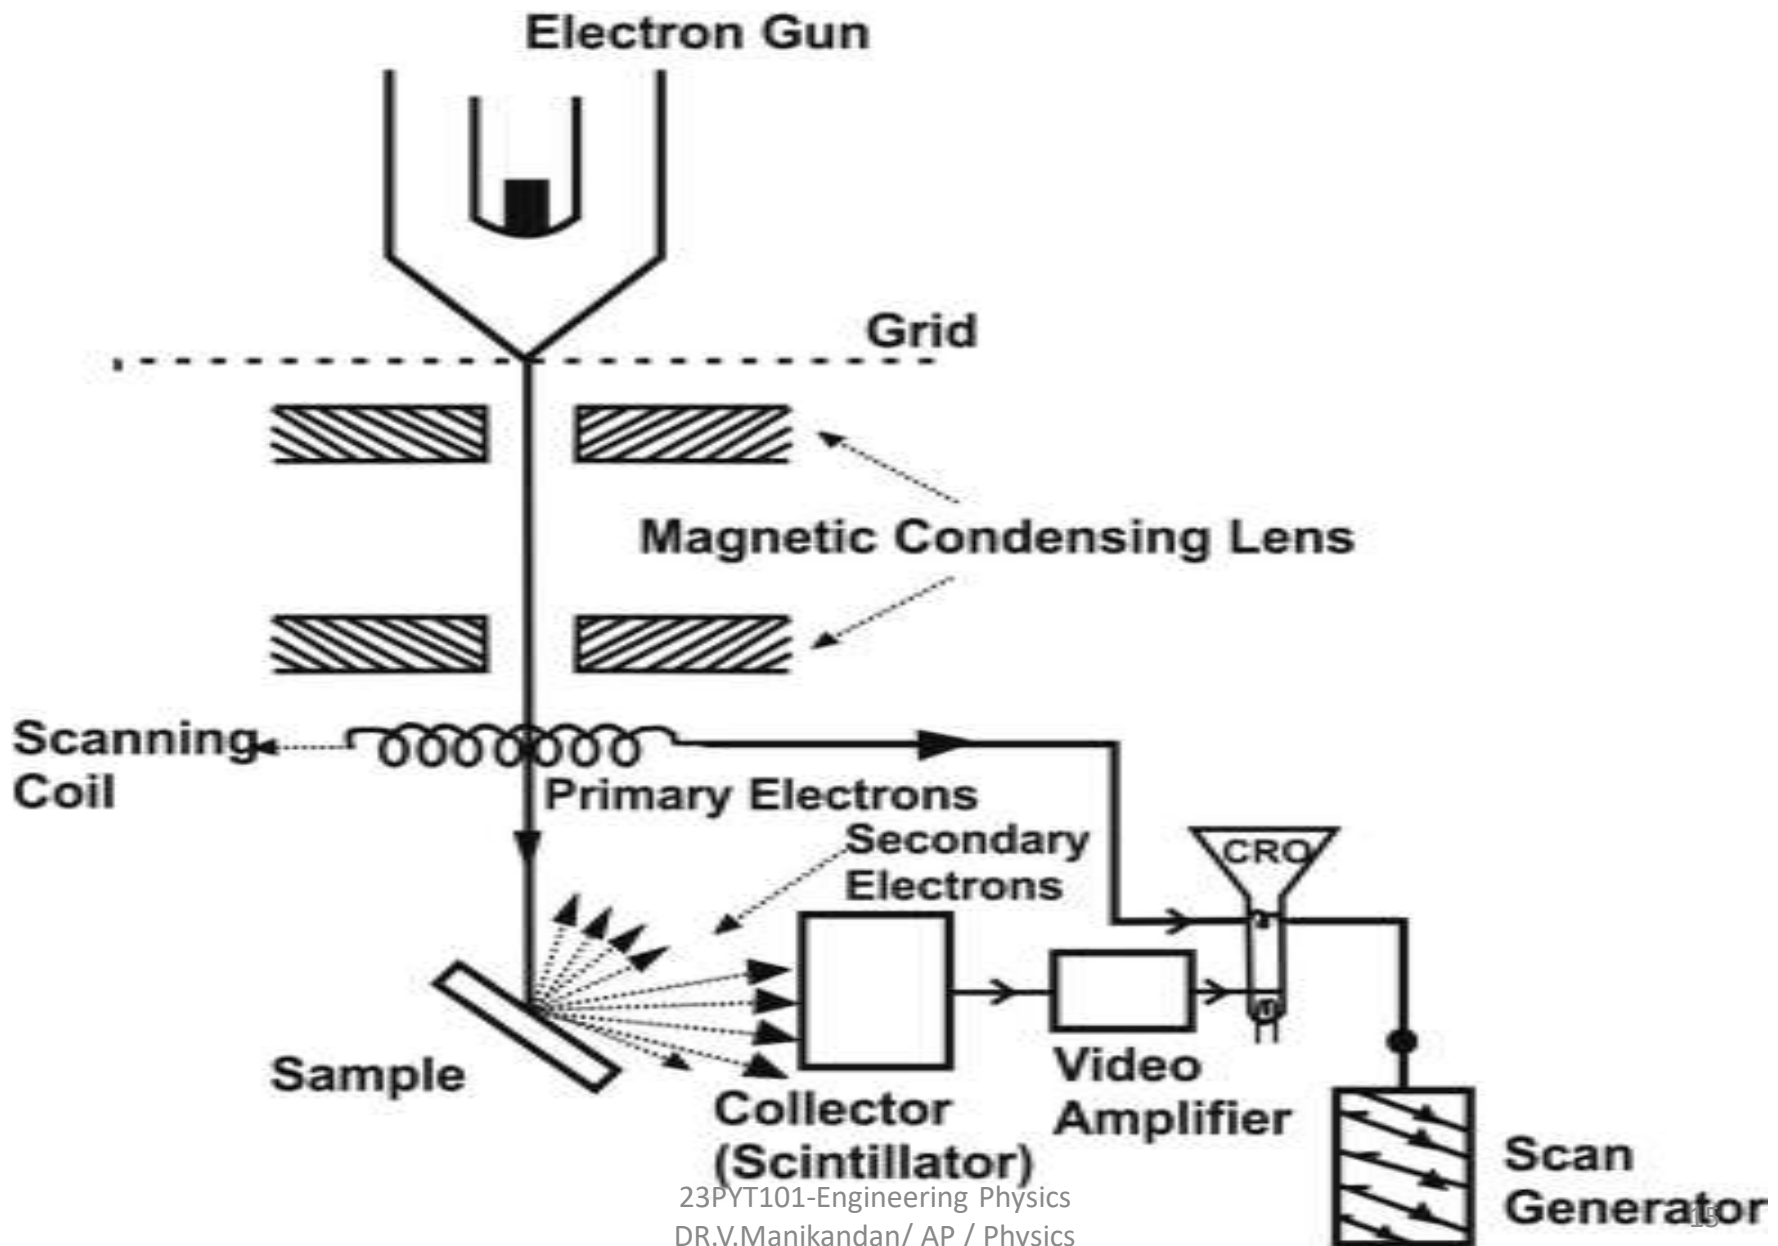 Electron Gun
Grid
Magnetic Condensing Lens
Scanning
Coil
Primary Electrons
Secondary
Electrons
CRO
Sample
Collector
(Scintillator)
Video
Amplifier
Scan
Generator
23PYT101-Engineering Physics
DR.V.Manikandan/ AP / Physics
15